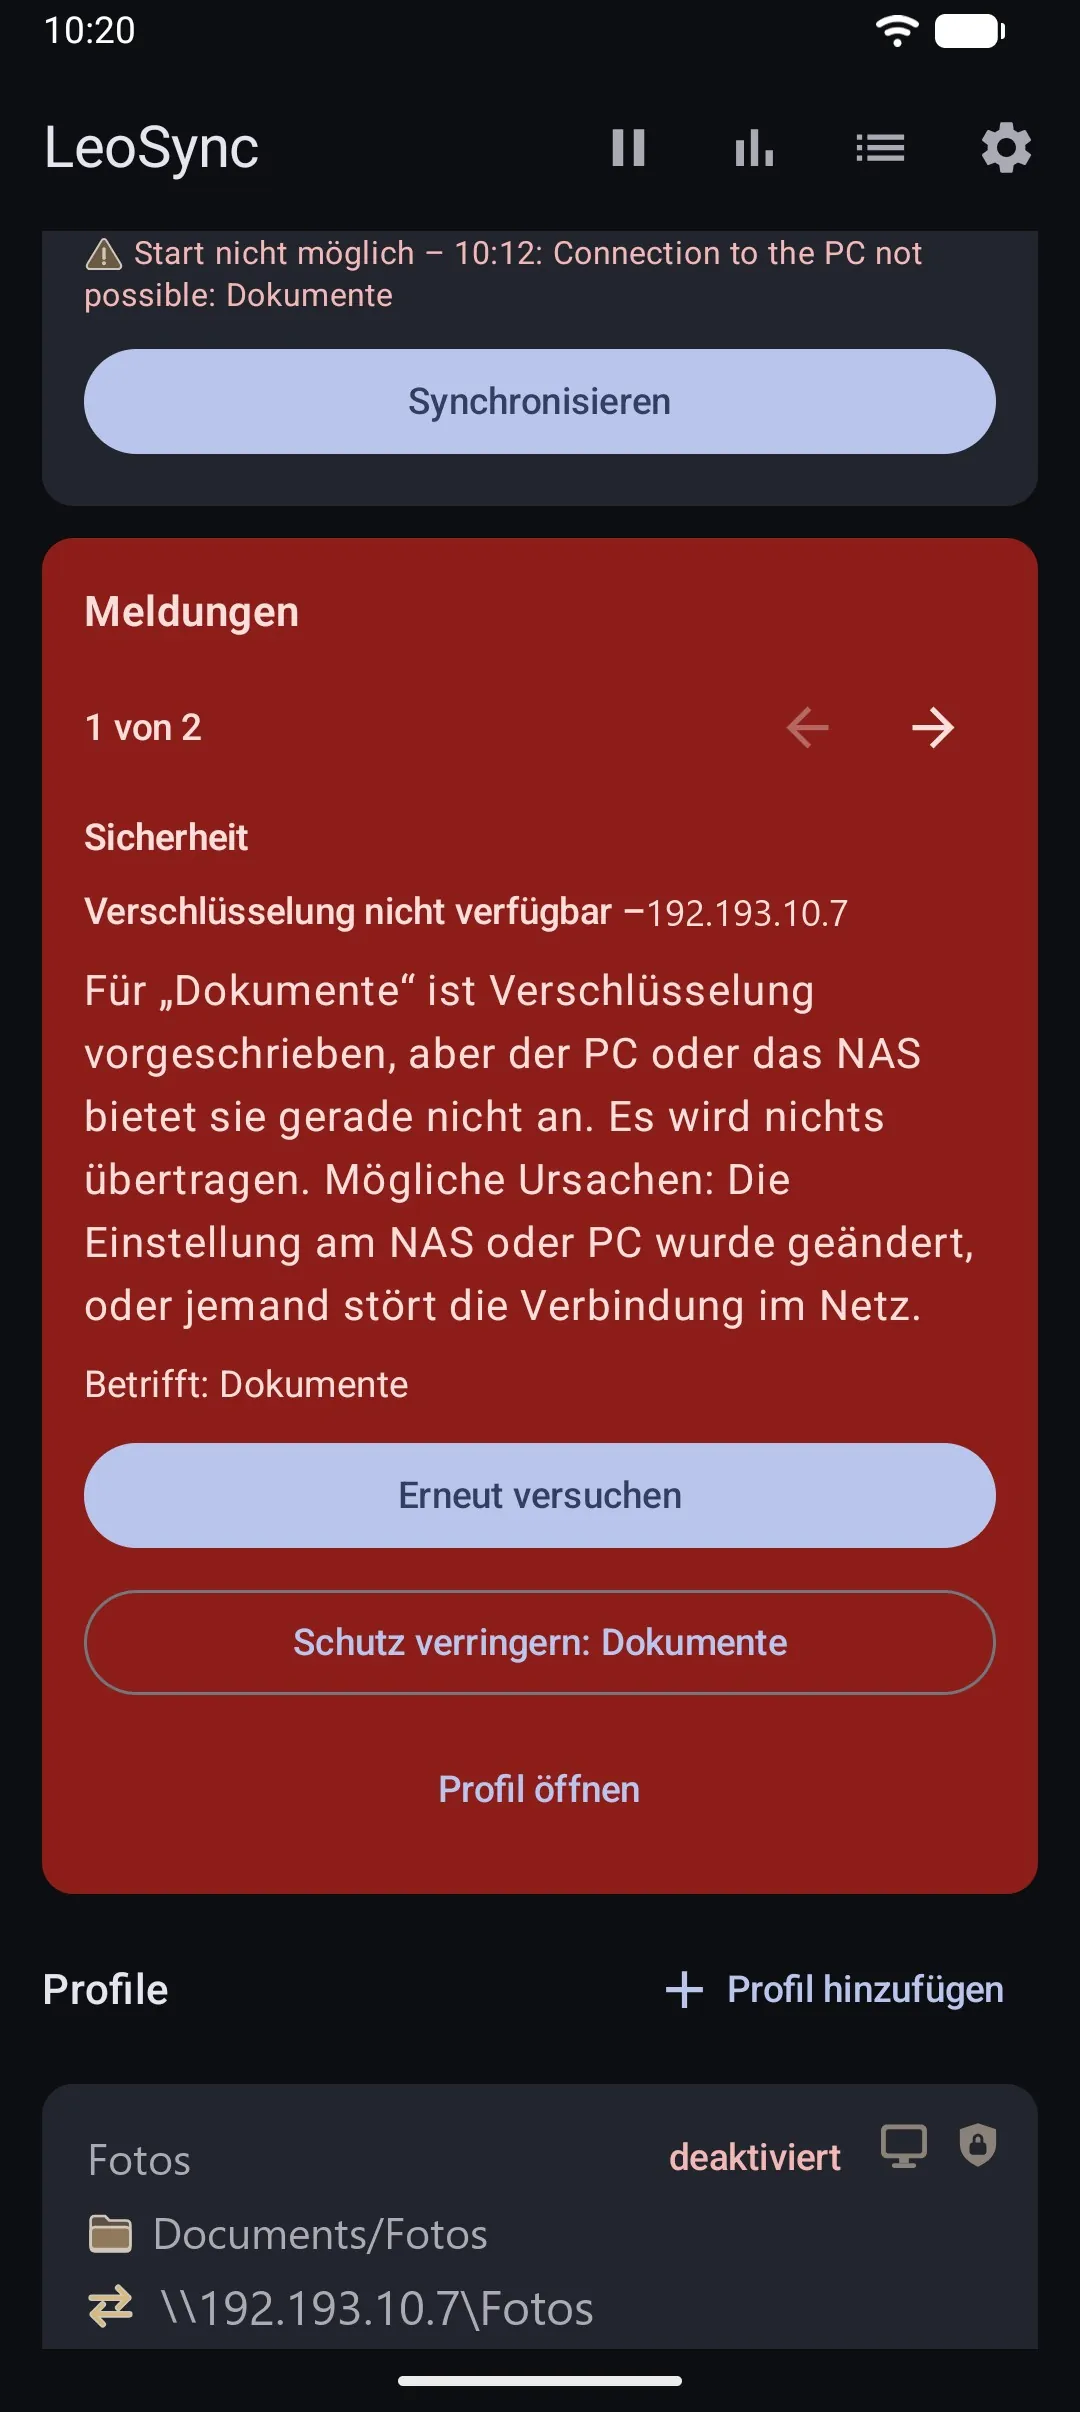 10:20
LeoSync
Start nicht möglich – 10:12: Connection to the PC not
possible: Dokumente
Synchronisieren
Meldungen
1 von 2
Sicherheit
Verschlüsselung nicht verfügbar –192.193.10.7
Für „Dokumente“ ist Verschlüsselung
vorgeschrieben, aber der PC oder das NAS
bietet sie gerade nicht an. Es wird nichts
übertragen. Mögliche Ursachen: Die
Einstellung am NAS oder PC wurde geändert,
oder jemand stört die Verbindung im Netz.
Betrifft: Dokumente
Erneut versuchen
Schutz verringern: Dokumente
Profil öffnen
Profile
Profil hinzufügen
Fotos deaktiviert
Documents/Fotos
\\192.193.10.7\Fotos